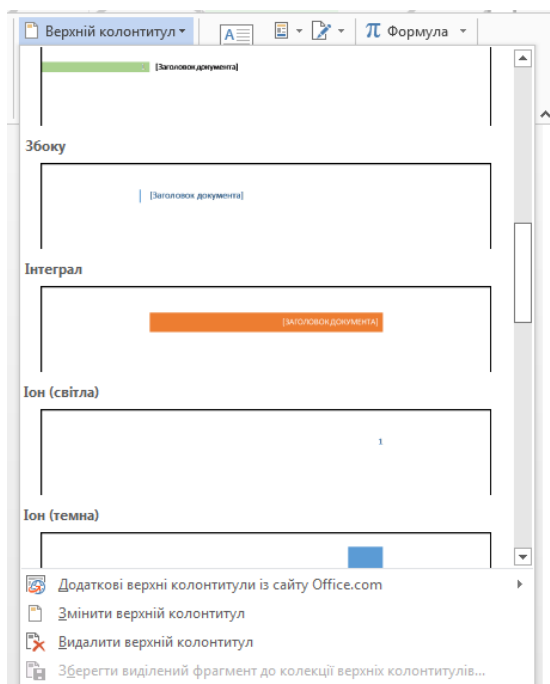 Верхній колонтитул
A
π Формула
[Заголовок документа]
Збоку
[Заголовок документа]
Інтеграл
[ЗАГОЛОВОК ДОКУМЕНТА]
Іон (світла)
1
Іон (темна)
Додаткові верхні колонтитули із сайту Office.com
Змінити верхній колонтитул
Видалити верхній колонтитул
Зберегти виділений фрагмент до колекції верхніх колонтитулів...